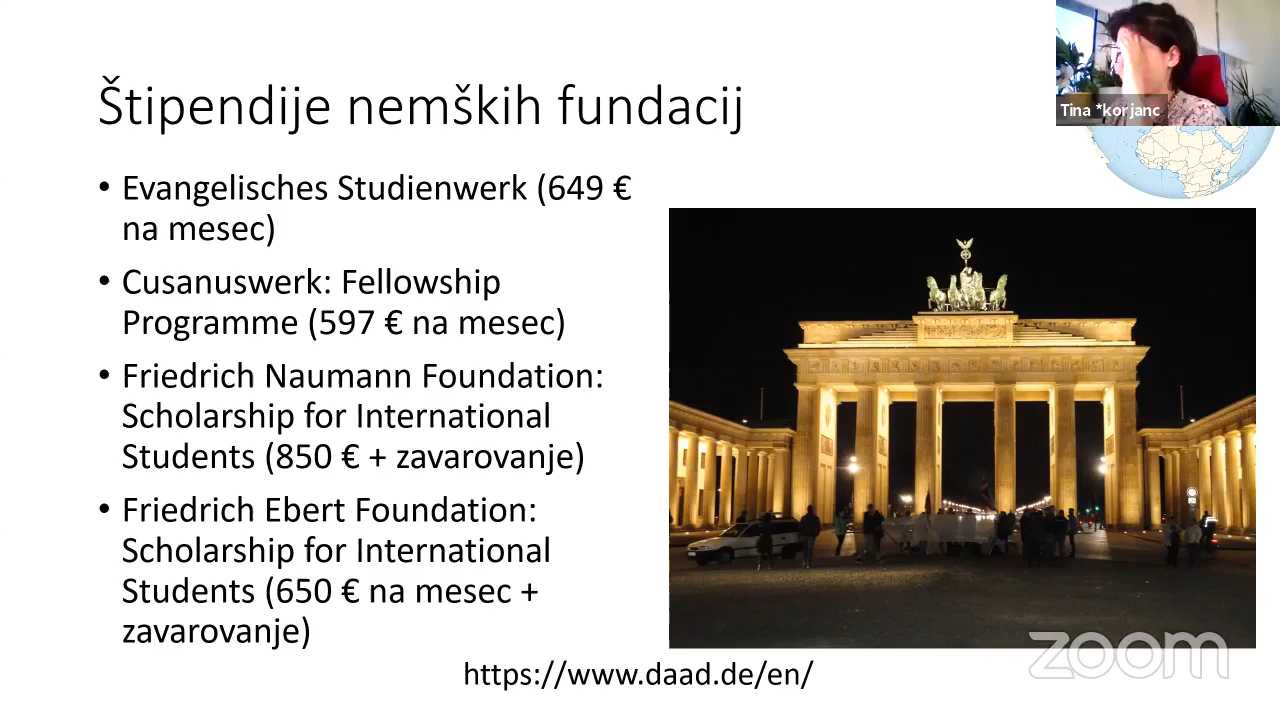 Štipendije nemških fundacij
Tina *korjanc
• Evangelisches Studienwerk (649 €
na mesec)
• Cusanuswerk: Fellowship
Programme (597 € na mesec)
• Friedrich Naumann Foundation:
Scholarship for International
Students (850 € + zavarovanje)
• Friedrich Ebert Foundation:
Scholarship for International
Students (650 € na mesec +
zavarovanje)
https://www.daad.de/en/
zoom